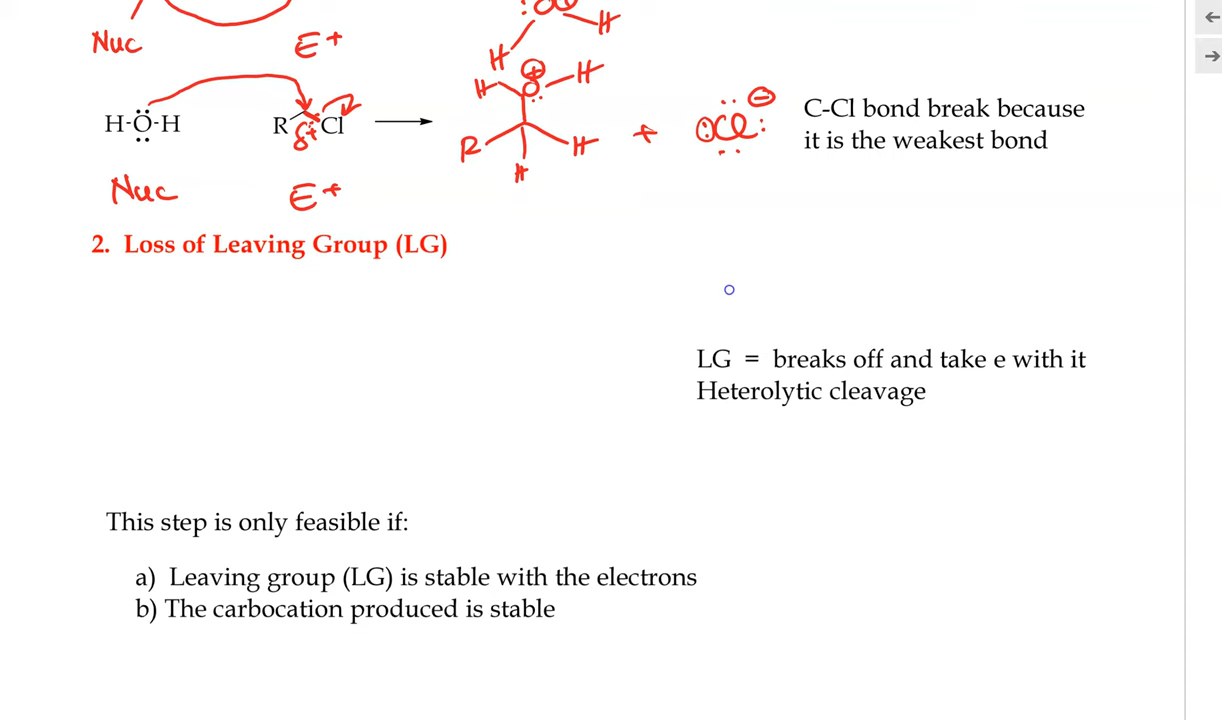 :OCl
H
Nuc E+ H
H ⊕ H
H O
H-O-H R Cl → + :Cl: ⊖ C-Cl bond break because
δ+ R H it is the weakest bond
H
Nuc E+
2. Loss of Leaving Group (LG)
LG = breaks off and take e with it
Heterolytic cleavage
This step is only feasible if:
a) Leaving group (LG) is stable with the electrons
b) The carbocation produced is stable